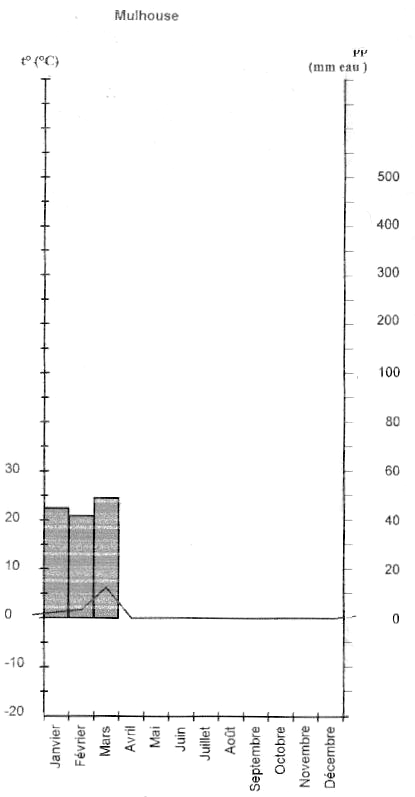 Mulhouse
t° (°C)
PP
(mm eau )
500
400
300
200
100
80
60
40
20
0
30
20
10
0
-10
-20
Janvier
Février
Mars
Avril
Mai
Juin
Juillet
Août
Septembre
Octobre
Novembre
Décembre